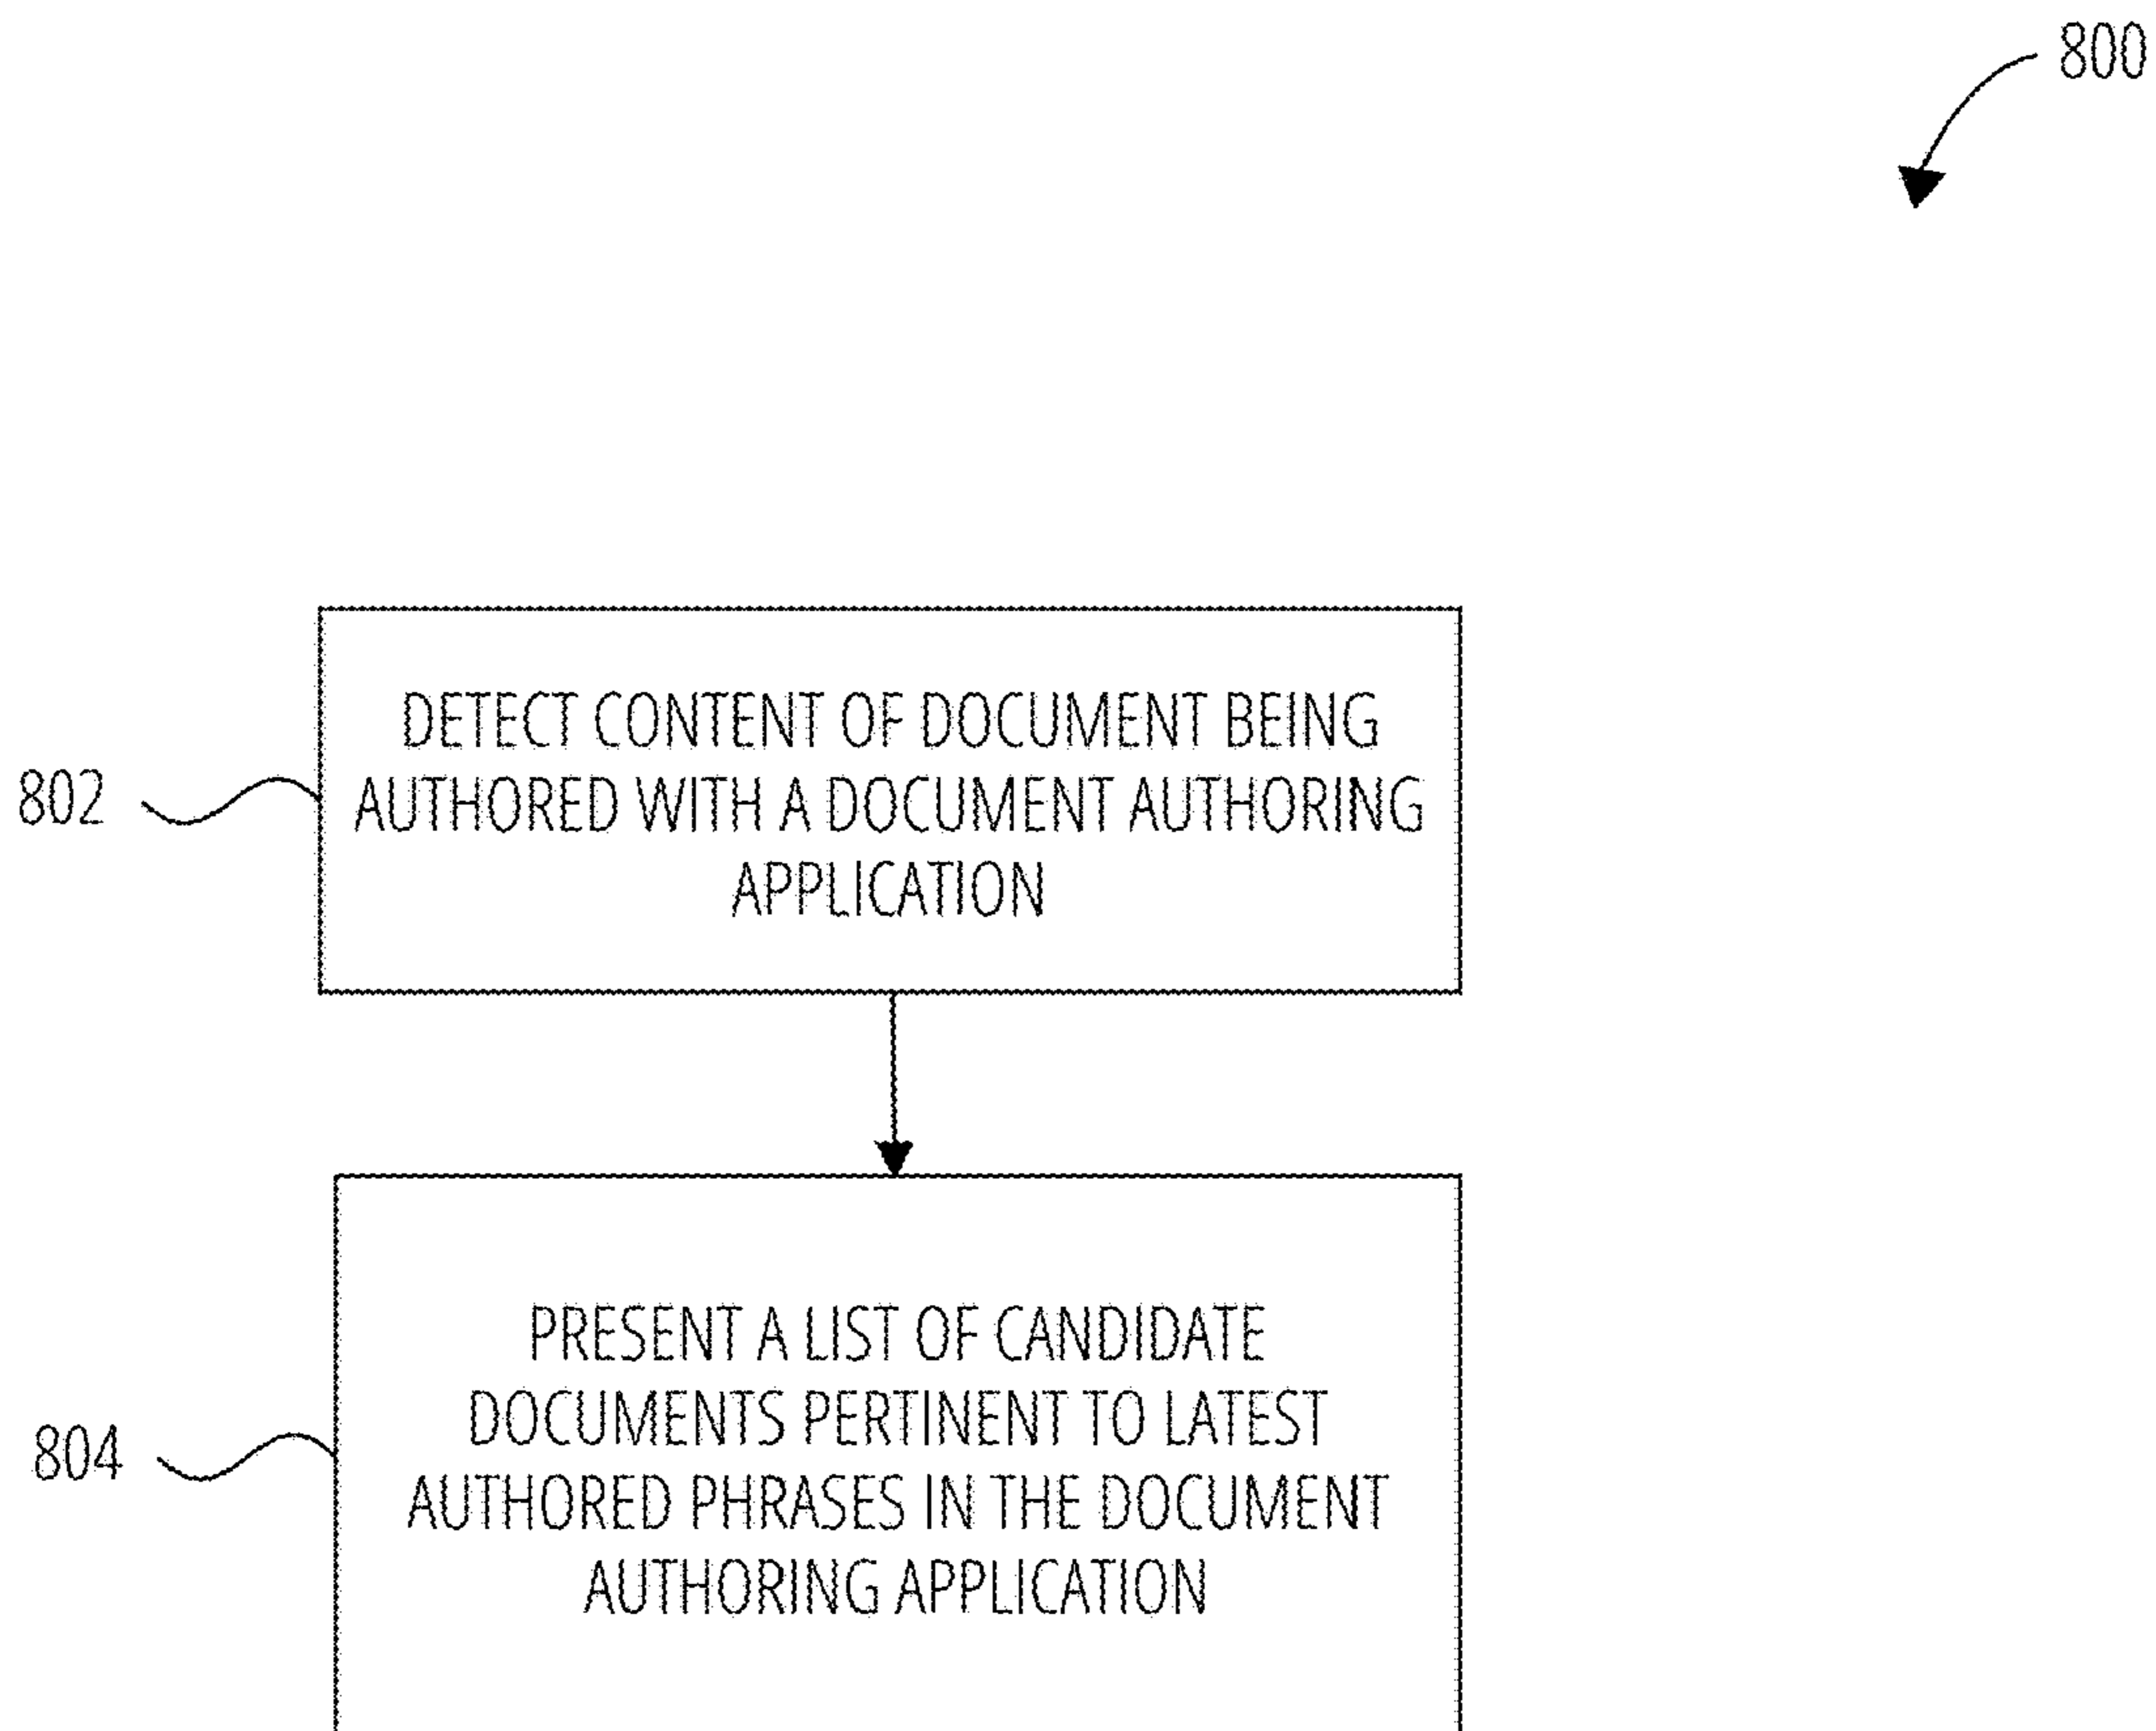 800
DETECT CONTENT OF DOCUMENT BEING
AUTHORED WITH A DOCUMENT AUTHORING
APPLICATION
802
PRESENT A LIST OF CANDIDATE
DOCUMENTS PERTINENT TO LATEST
AUTHORED PHRASES IN THE DOCUMENT
AUTHORING APPLICATION
804